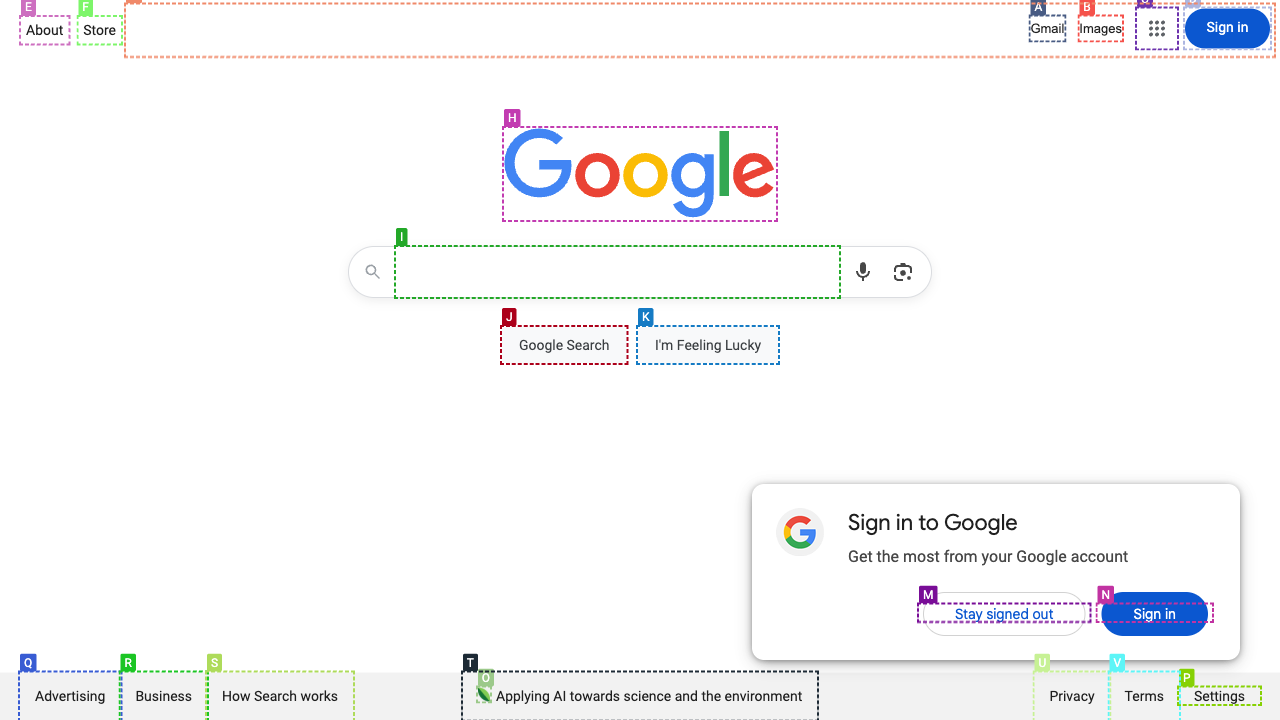 E F A B
About Store Gmail Images Sign in
H
Google
I
J K
Google Search I'm Feeling Lucky
Sign in to Google
Get the most from your Google account
M N
Stay signed out Sign in
Q R S T O U V P
Advertising Business How Search works Applying AI towards science and the environment Privacy Terms Settings